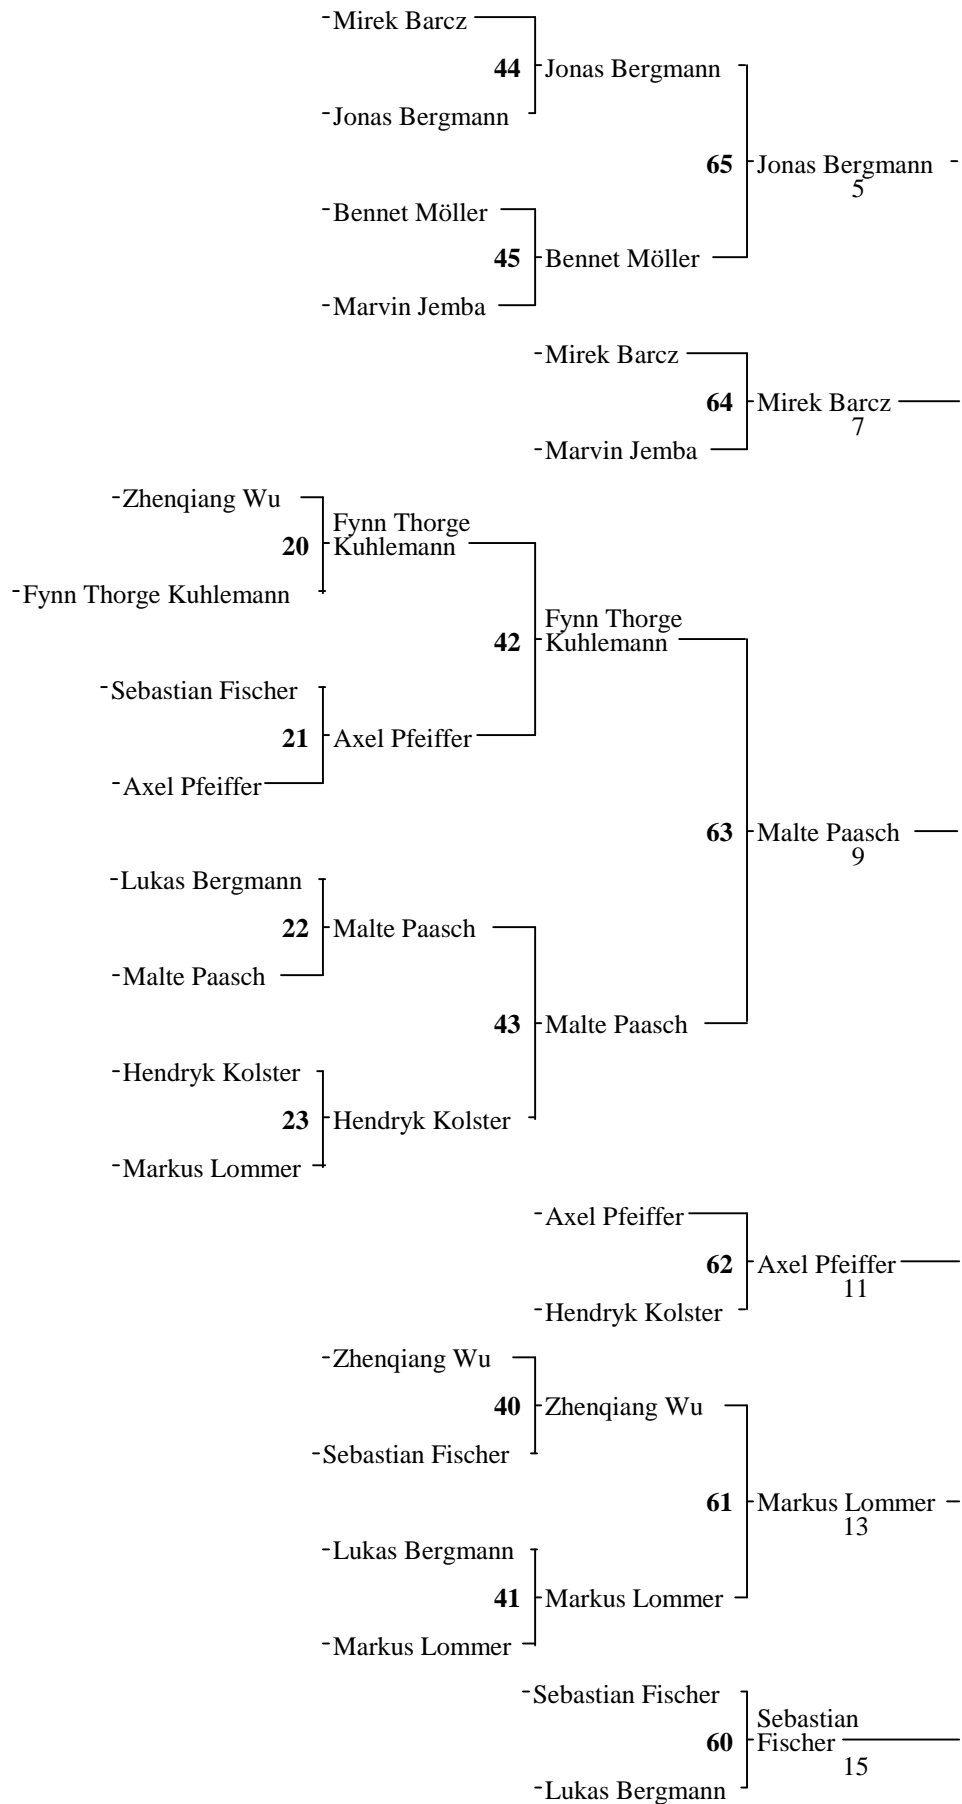 Mirek Barcz
44 Jonas Bergmann
Jonas Bergmann
65 Jonas Bergmann
5
Bennet Möller
45 Bennet Möller
Marvin Jemba
Mirek Barcz
64 Mirek Barcz
7
Marvin Jemba
Zhenqiang Wu
Fynn Thorge
20 Kuhlemann
Fynn Thorge Kuhlemann
Fynn Thorge
42 Kuhlemann
Sebastian Fischer
21 Axel Pfeiffer
Axel Pfeiffer
63 Malte Paasch
9
Lukas Bergmann
22 Malte Paasch
Malte Paasch
43 Malte Paasch
Hendryk Kolster
23 Hendryk Kolster
Markus Lommer
Axel Pfeiffer
62 Axel Pfeiffer
11
Hendryk Kolster
Zhenqiang Wu
40 Zhenqiang Wu
Sebastian Fischer
61 Markus Lommer
13
Lukas Bergmann
41 Markus Lommer
Markus Lommer
Sebastian Fischer
Sebastian
60 Fischer
15
Lukas Bergmann